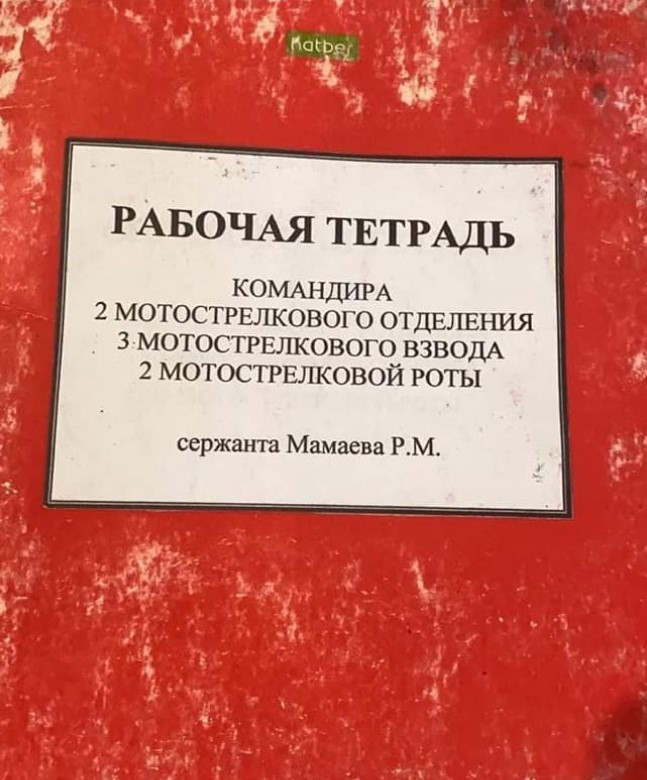 Hatber
РАБОЧАЯ ТЕТРАДЬ
КОМАНДИРА
2 МОТОСТРЕЛКОВОГО ОТДЕЛЕНИЯ
3 МОТОСТРЕЛКОВОГО ВЗВОДА
2 МОТОСТРЕЛКОВОЙ РОТЫ
сержанта Мамаева Р.М.